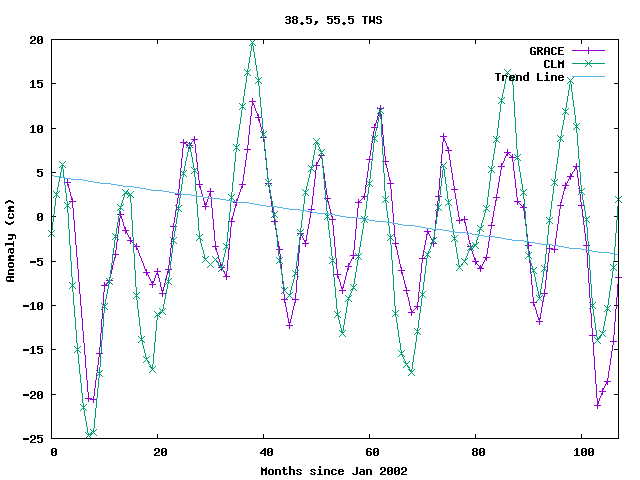 38.5, 55.5 TWS
GRACE
CLM
Trend Line
20
15
10
5
0
-5
-10
-15
-20
-25
Anomaly (cm)
0 20 40 60 80 100
Months since Jan 2002